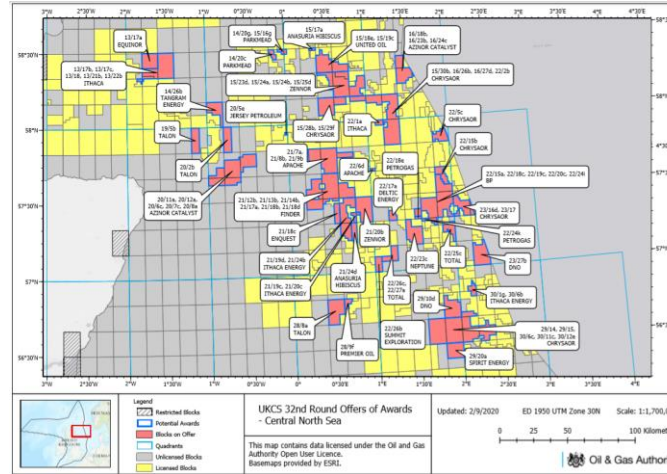 3°W
2°30'W
2°W
1°30'W
1°W
0°30'W
0°
0°30'E
1°E
1°30'E
2°E
2°30'E
3°E
3°30'E
58°30'N
58°N
57°30'N
57°N
56°30'N
13/17a
EQUINOR
13/17b, 13/17c,
13/18, 13/21b, 13/22b
ITHACA
14/20g, 15/16g
PARKMEAD
14/20c
PARKMEAD
15/17a
ANASURIA HIBISCUS
15/18e, 15/19c
UNITED OIL
16/18b,
16/23b, 16/24c
AZINOR CATALYST
15/23d, 15/24a, 15/24b, 15/25d
ZENNOR
15/30b, 16/26b, 16/27d, 22/2b
CHRYSAOR
14/26b
TANGRAM
ENERGY
20/5e
JERSEY PETROLEUM
15/28b, 15/29f
CHRYSAOR
22/1a
ITHACA
22/5c
CHRYSAOR
19/5b
TALON
20/2b
TALON
21/7a,
21/8b, 21/9b
APACHE
22/6d
APACHE
22/18e
PETROGAS
22/15b
CHRYSAOR
22/17a
DELTIC
ENERGY
22/15a, 22/18c, 22/19c, 22/20c, 22/24i
BP
20/11a, 20/12a,
20/6c, 20/7c, 20/8a
AZINOR CATALYST
21/12b, 21/13b, 21/14b,
21/17a, 21/18b, 21/18d
FINDER
23/16d, 23/17
CHRYSAOR
21/18c
ENQUEST
21/20b
ZENNOR
22/24k
PETROGAS
21/19d, 21/24b
ITHACA ENERGY
22/23c
NEPTUNE
22/25c
TOTAL
23/27b
DNO
21/19c, 21/20c
ITHACA ENERGY
21/24d
ANASURIA
HIBISCUS
22/26c,
22/27a
TOTAL
30/1g, 30/6b
ITHACA ENERGY
29/10d
DNO
28/8a
TALON
28/9f
PREMIER OIL
22/26b
SUMMIT
EXPLORATION
29/14, 29/15,
30/6c, 30/11c, 30/12e
CHRYSAOR
29/20a
SPIRIT ENERGY
Legend
Restricted Blocks
Potential Awards
Blocks on Offer
Quadrants
Unlicensed Blocks
Licensed Blocks
UKCS 32nd Round Offers of Awards
- Central North Sea
This map contains data licensed under the Oil and Gas
Authority Open User Licence.
Basemaps provided by ESRI.
Updated: 2/9/2020
ED 1950 UTM Zone 30N
Scale: 1:1,700,0
0
25
50
100 Kilomet
Oil & Gas Author